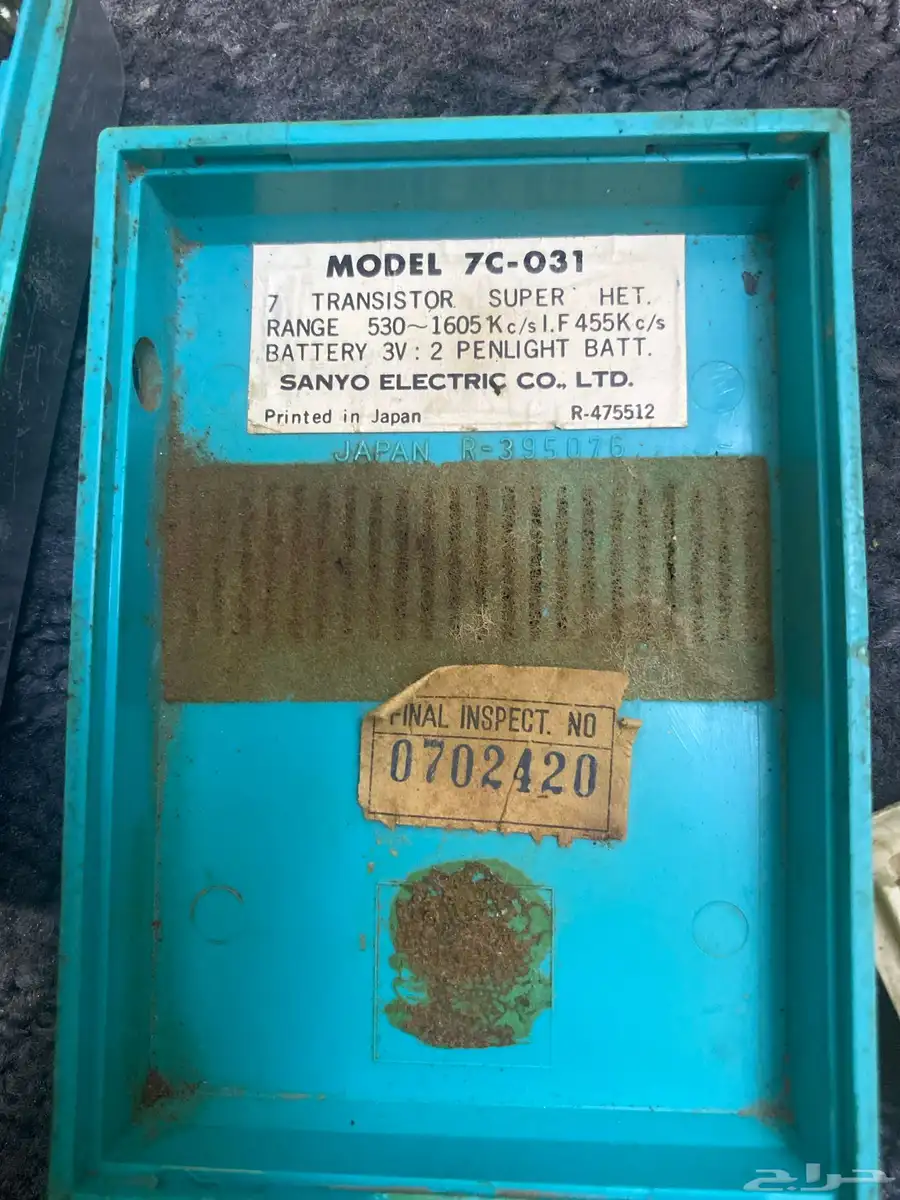 MODEL 7C-031
7 TRANSISTOR SUPER HET.
RANGE 530~1605Kc/s I.F 455Kc/s
BATTERY 3V : 2 PENLIGHT BATT.
SANYO ELECTRIC CO., LTD.
Printed in Japan R-475512
JAPAN R-395076
FINAL INSPECT. NO
0702420
حراج